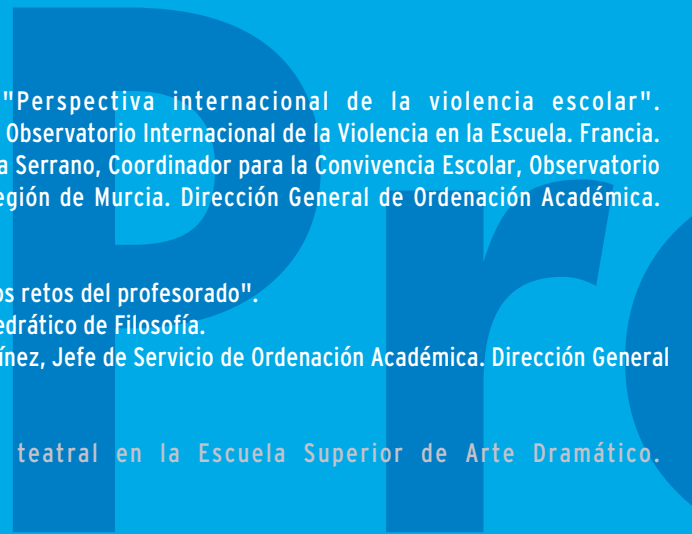 "Perspectiva internacional de la violencia escolar".
Observatorio Internacional de la Violencia en la Escuela. Francia.
a Serrano, Coordinador para la Convivencia Escolar, Observatorio
egión de Murcia. Dirección General de Ordenación Académica.
os retos del profesorado".
edrático de Filosofía.
ínez, Jefe de Servicio de Ordenación Académica. Dirección General
teatral en la Escuela Superior de Arte Dramático.
Pro